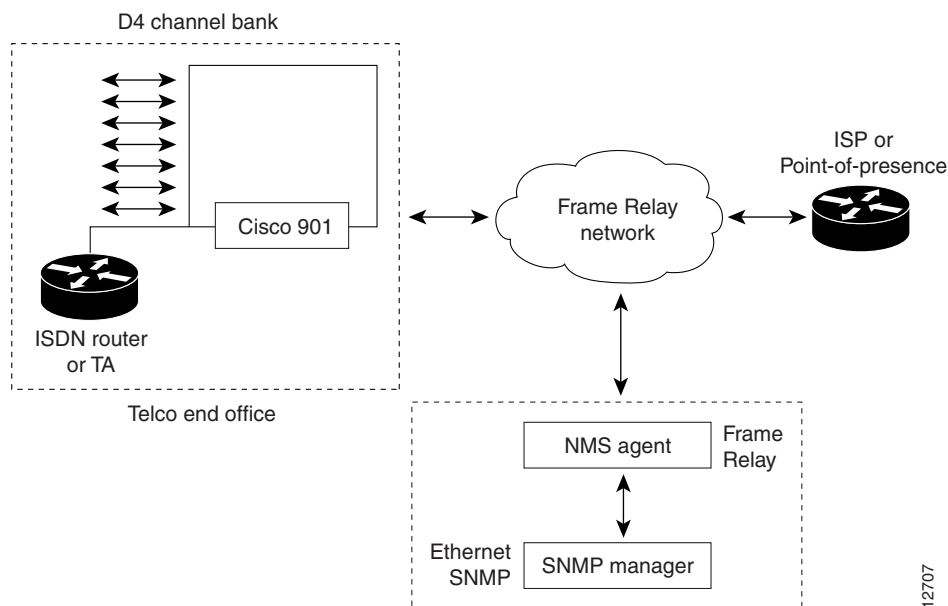 D4 channel bank
Cisco 901
ISDN router
or TA
Telco end office
Frame Relay
network
ISP or
Point-of-presence
NMS agent
Frame
Relay
Ethernet
SNMP
SNMP manager
12707